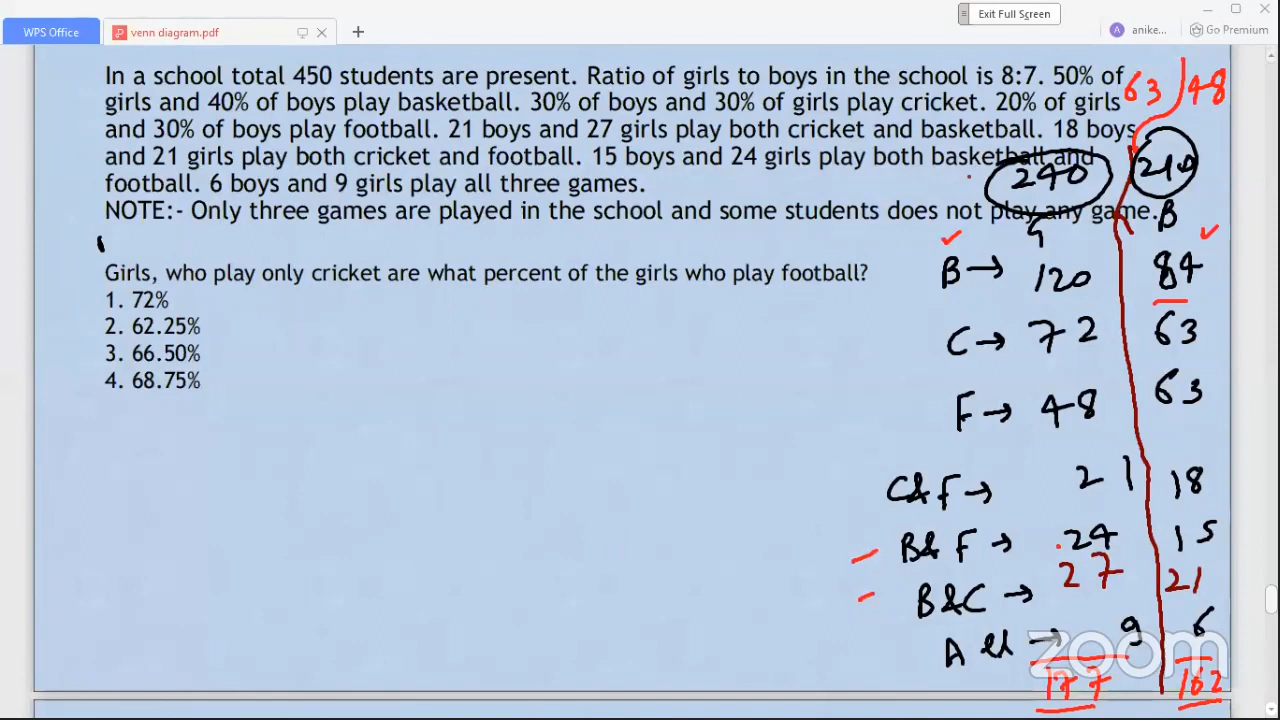 Exit Full Screen
WPS Office
venn diagram.pdf
anike...
Go Premium
In a school total 450 students are present. Ratio of girls to boys in the school is 8:7. 50% of
girls and 40% of boys play basketball. 30% of boys and 30% of girls play cricket. 20% of girls
and 30% of boys play football. 21 boys and 27 girls play both cricket and basketball. 18 boys
and 21 girls play both cricket and football. 15 boys and 24 girls play both basketball and
football. 6 boys and 9 girls play all three games.
NOTE:- Only three games are played in the school and some students does not play any game.
63 48
240 210
G B
Girls, who play only cricket are what percent of the girls who play football?
1. 72%
2. 62.25%
3. 66.50%
4. 68.75%
B → 120 84
C → 72 63
F → 48 63
C&F → 21 18
B&F → 24 15
B&C → 27 21
All → 9 6
177 162
zoom